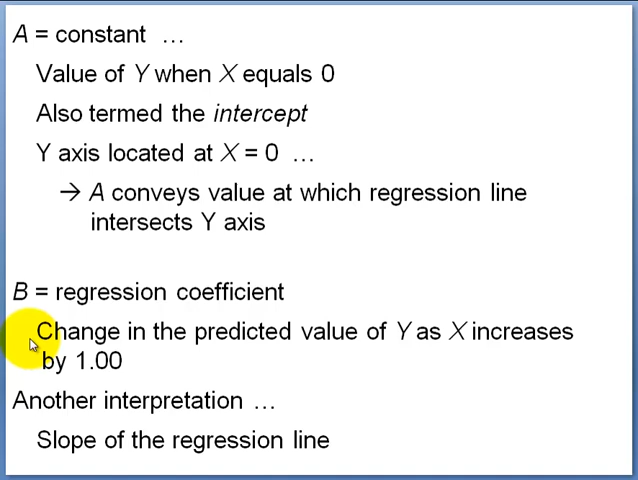 A = constant …
Value of Y when X equals 0
Also termed the intercept
Y axis located at X = 0 …
→ A conveys value at which regression line
intersects Y axis
B = regression coefficient
Change in the predicted value of Y as X increases
by 1.00
Another interpretation …
Slope of the regression line